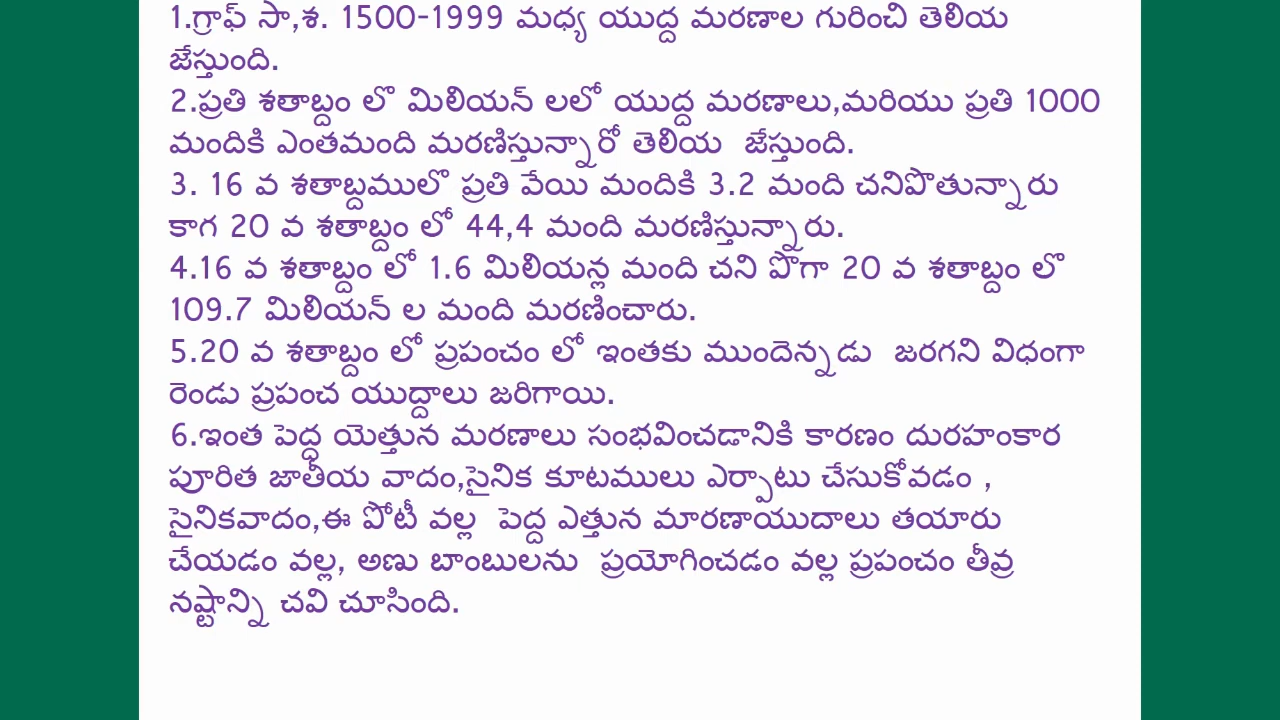 1.గ్రాఫ్ సా,శ. 1500-1999 మధ్య యుద్ద మరణాల గురించి తెలియ
జేస్తుంది.
2.ప్రతి శతాబ్దం లొ మిలియన్ లలో యుద్ద మరణాలు,మరియు ప్రతి 1000
మందికి ఎంతమంది మరణిస్తున్నారో తెలియ  జేస్తుంది.
3. 16 వ శతాబ్దములొ ప్రతి వేయి మందికి 3.2 మంది చనిపొతున్నారు
కాగ 20 వ శతాబ్దం లో 44,4 మంది మరణిస్తున్నారు.
4.16 వ శతాబ్దం లో 1.6 మిలియన్ల మంది చని పొగా 20 వ శతాబ్దం లొ
109.7 మిలియన్ ల మంది మరణించారు.
5.20 వ శతాబ్దం లో ప్రపంచం లో ఇంతకు ముందెన్నడు  జరగని విధంగా
రెండు ప్రపంచ యుద్దాలు జరిగాయి.
6.ఇంత పెద్ధ యెత్తున మరణాలు సంభవించడానికి కారణం దురహంకార
పూరిత జాతీయ వాదం,సైనిక కూటములు ఎర్పాటు చేసుకోవడం ,
సైనికవాదం,ఈ పోటీ వల్ల  పెద్ద ఎత్తున మారణాయుదాలు తయారు
చేయడం వల్ల, అణు బాంబులను  ప్రయోగించడం వల్ల ప్రపంచం తీవ్ర
నష్టాన్ని చవి చూసింది.